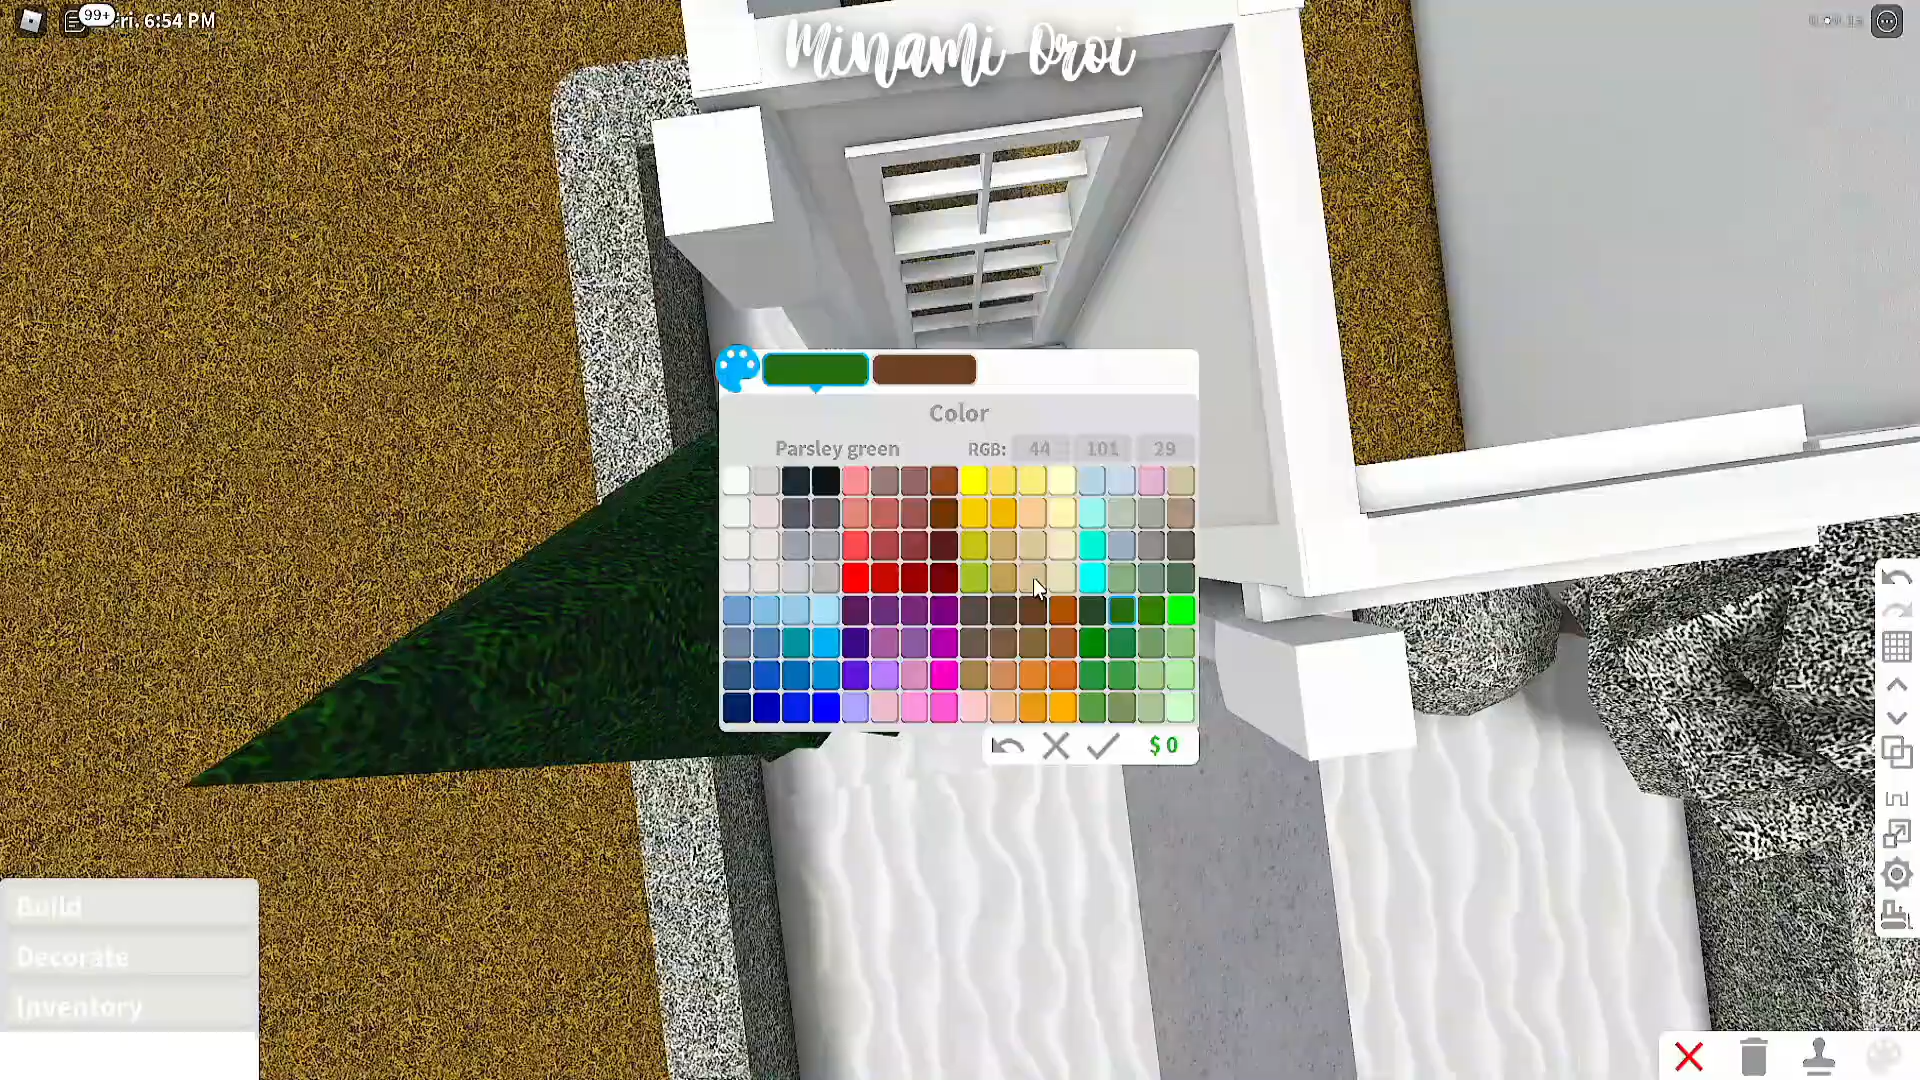 99+
Fri. 6:54 PM
Minami Oroi
Color
Parsley green
RGB: 44 101 29
$ 0
Build
Decorate
Inventory